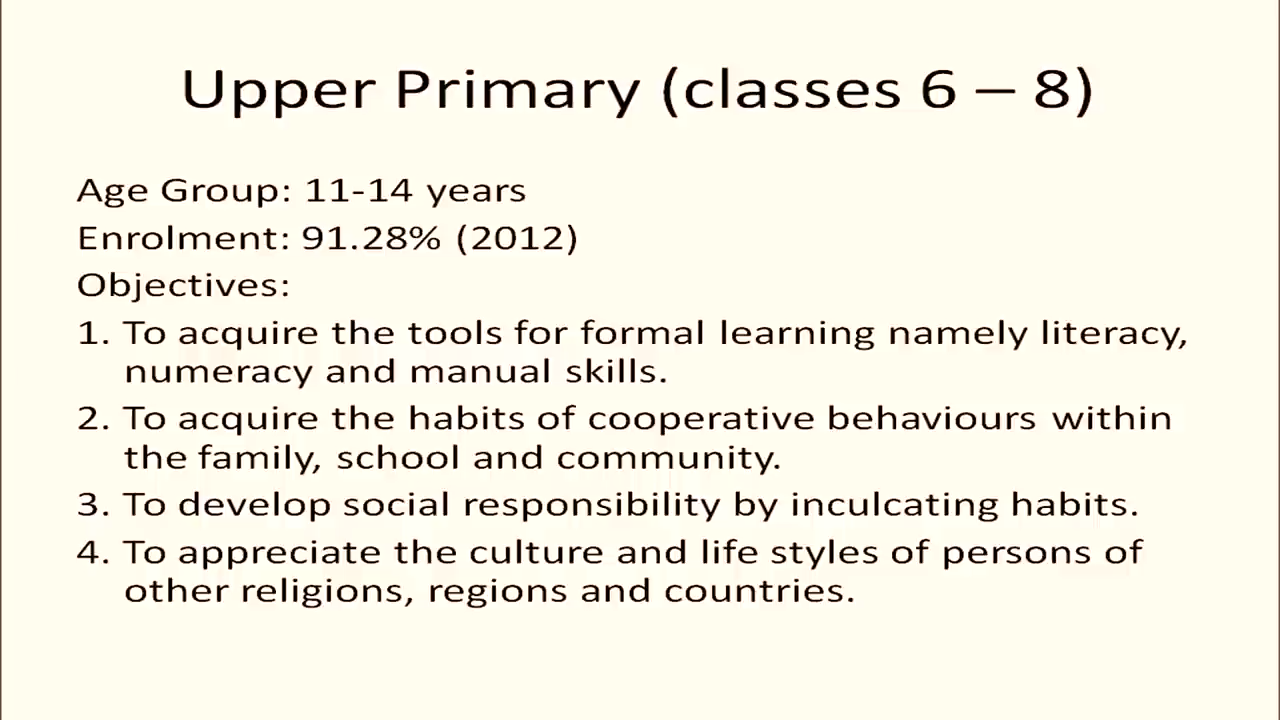 Upper Primary (classes 6 – 8)
Age Group: 11-14 years
Enrolment: 91.28% (2012)
Objectives:
1. To acquire the tools for formal learning namely literacy,
numeracy and manual skills.
2. To acquire the habits of cooperative behaviours within
the family, school and community.
3. To develop social responsibility by inculcating habits.
4. To appreciate the culture and life styles of persons of
other religions, regions and countries.